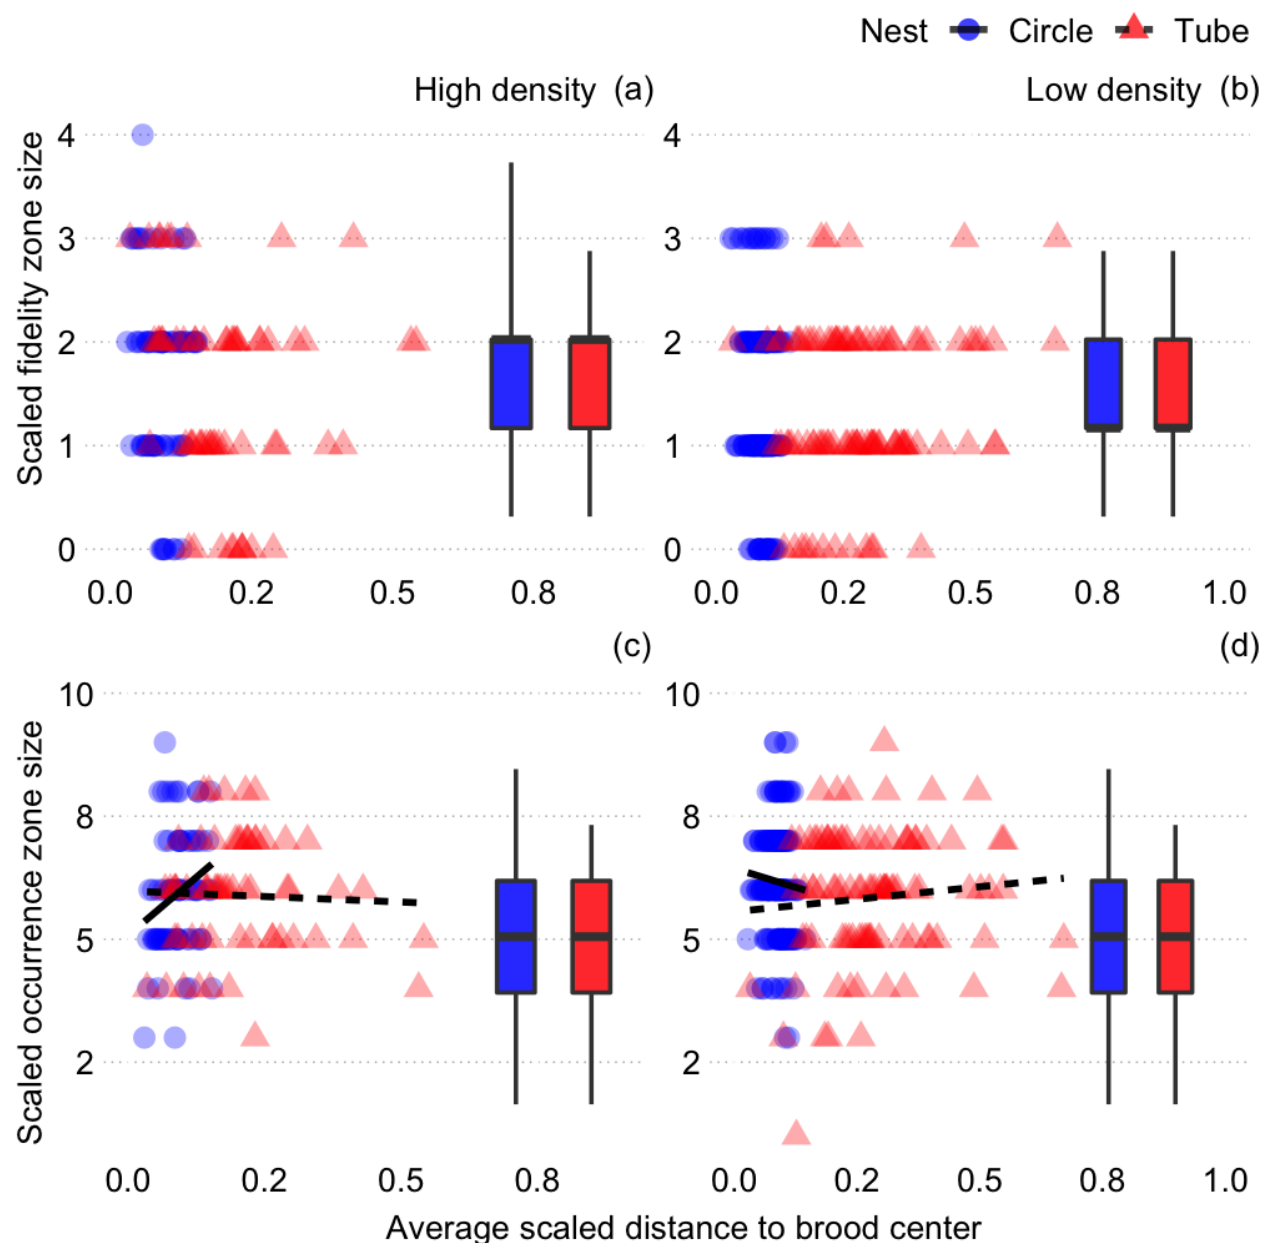 Nest Circle Tube
High density (a)
Low density (b)
Scaled fidelity zone size
4
3
2
1
0
0.0 0.2 0.5 0.8
4
3
2
1
0
0.0 0.2 0.5 0.8 1.0
(c)
(d)
Scaled occurrence zone size
10
8
5
2
0.0 0.2 0.5 0.8
10
8
5
2
0.0 0.2 0.5 0.8 1.0
Average scaled distance to brood center